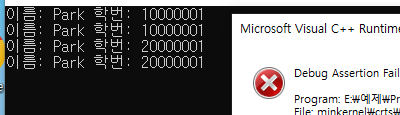 이름: Park 학번: 10000001
이름: Park 학번: 10000001
이름: Park 학번: 20000001
이름: Park 학번: 20000001
Microsoft Visual C++ Runtime
Debug Assertion Fail
Program: E:\예제\Pr
File: minkernel\crts\